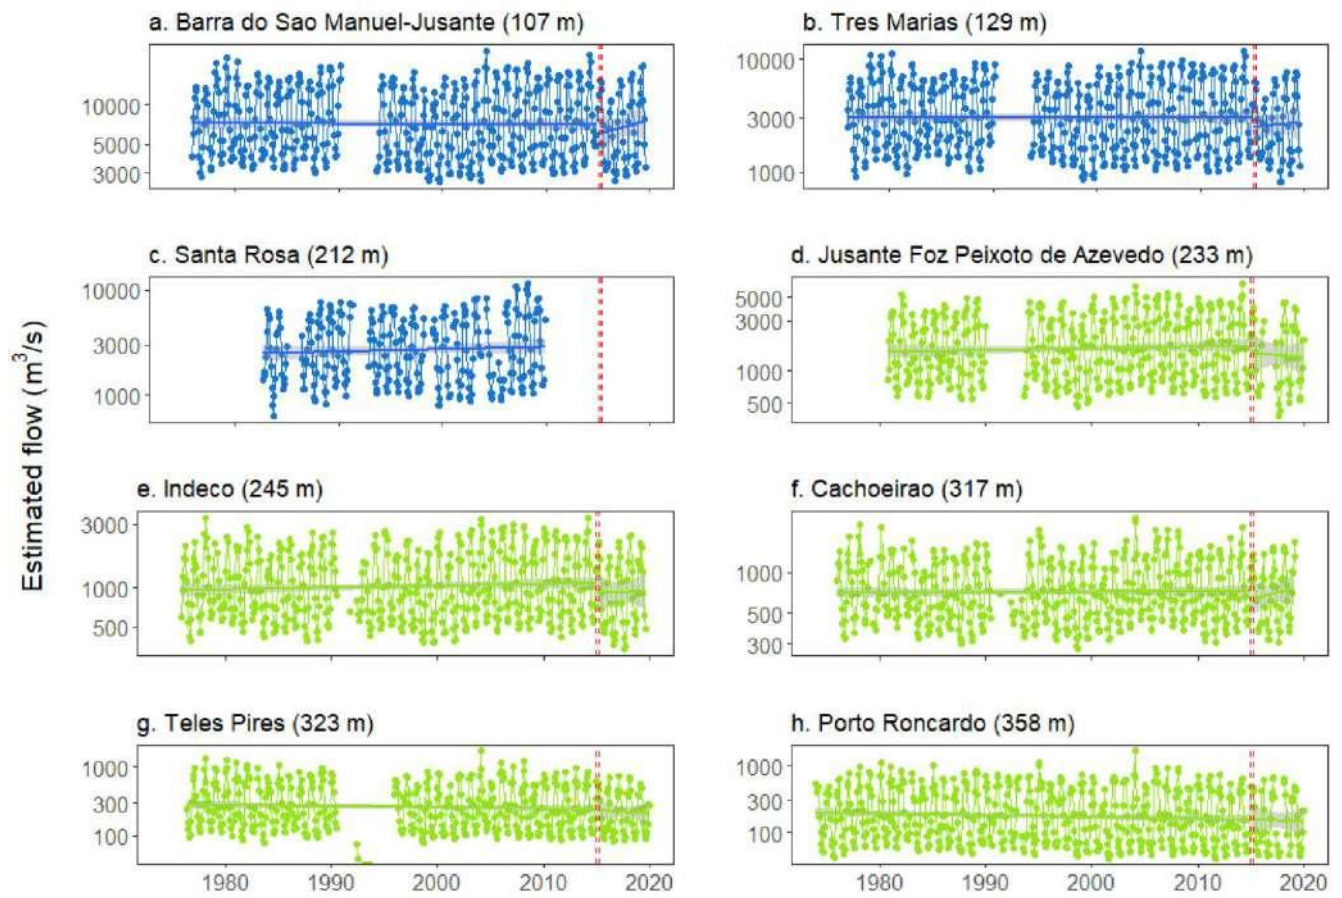 a. Barra do Sao Manuel-Jusante (107 m)
b. Tres Marias (129 m)
10000
5000
3000
10000
3000
1000
c. Santa Rosa (212 m)
d. Jusante Foz Peixoto de Azevedo (233 m)
10000
3000
1000
5000
3000
1000
500
Estimated flow (m³/s)
e. Indeco (245 m)
f. Cachoeirao (317 m)
3000
1000
500
1000
500
300
g. Teles Pires (323 m)
h. Porto Roncardo (358 m)
1000
300
100
1000
300
100
1980 1990 2000 2010 2020
1980 1990 2000 2010 2020